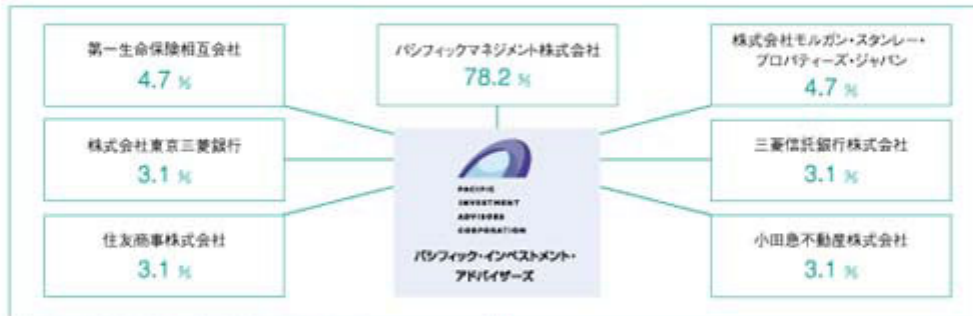 第一生命保険相互会社
4.7 %
パシフィックマネジメント株式会社
78.2 %
株式会社モルガン・スタンレー・
プロパティーズ・ジャパン
4.7 %
株式会社東京三菱銀行
3.1 %
三菱信託銀行株式会社
3.1 %
住友商事株式会社
3.1 %
小田急不動産株式会社
3.1 %
PACIFIC
INVESTMENT
ADVISORS
CORPORATION
パシフィック・インベストメント・
アドバイザーズ